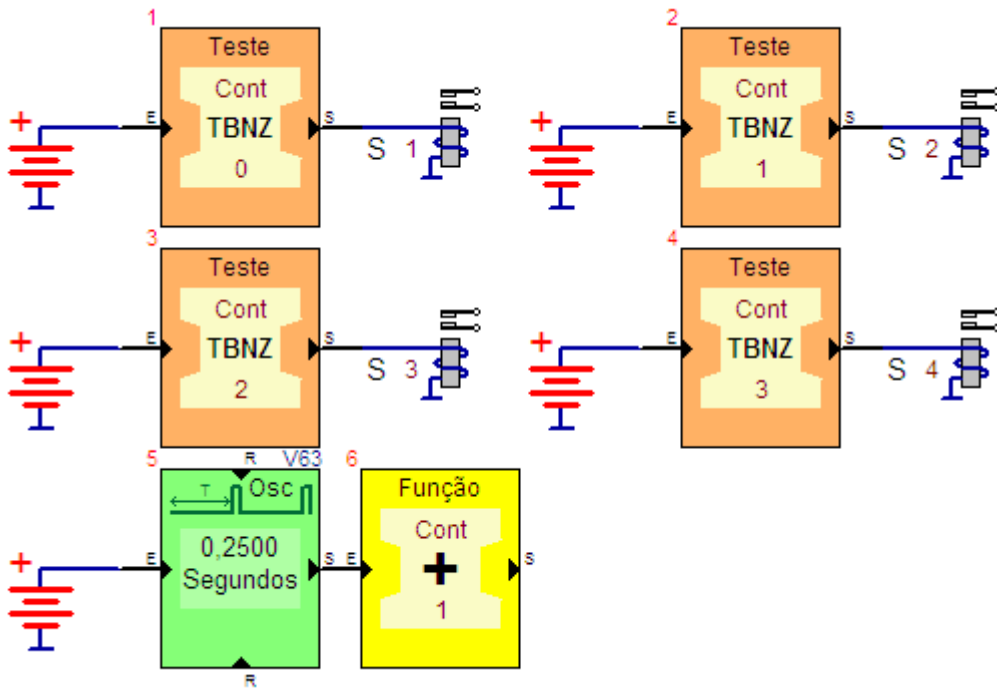 1
Teste
Cont
TBNZ
0
+
E
S
S 1
2
Teste
Cont
TBNZ
1
+
E
S
S 2
3
Teste
Cont
TBNZ
2
+
E
S
S 3
4
Teste
Cont
TBNZ
3
+
E
S
S 4
5
R
V63
T
Osc
0,2500
Segundos
+
E
S
R
6
Função
Cont
+
1
E
S